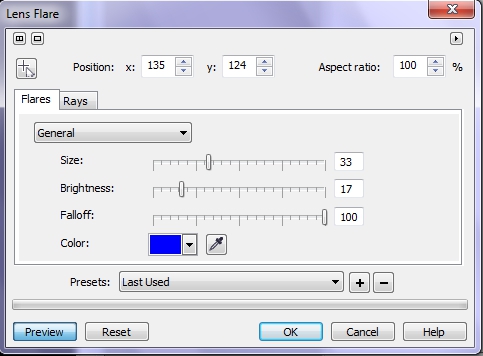 Lens Flare
Position: x: 135 y: 124 Aspect ratio: 100 %
Flares Rays
General
Size: 33
Brightness: 17
Falloff: 100
Color:
Presets: Last Used
Preview Reset OK Cancel Help